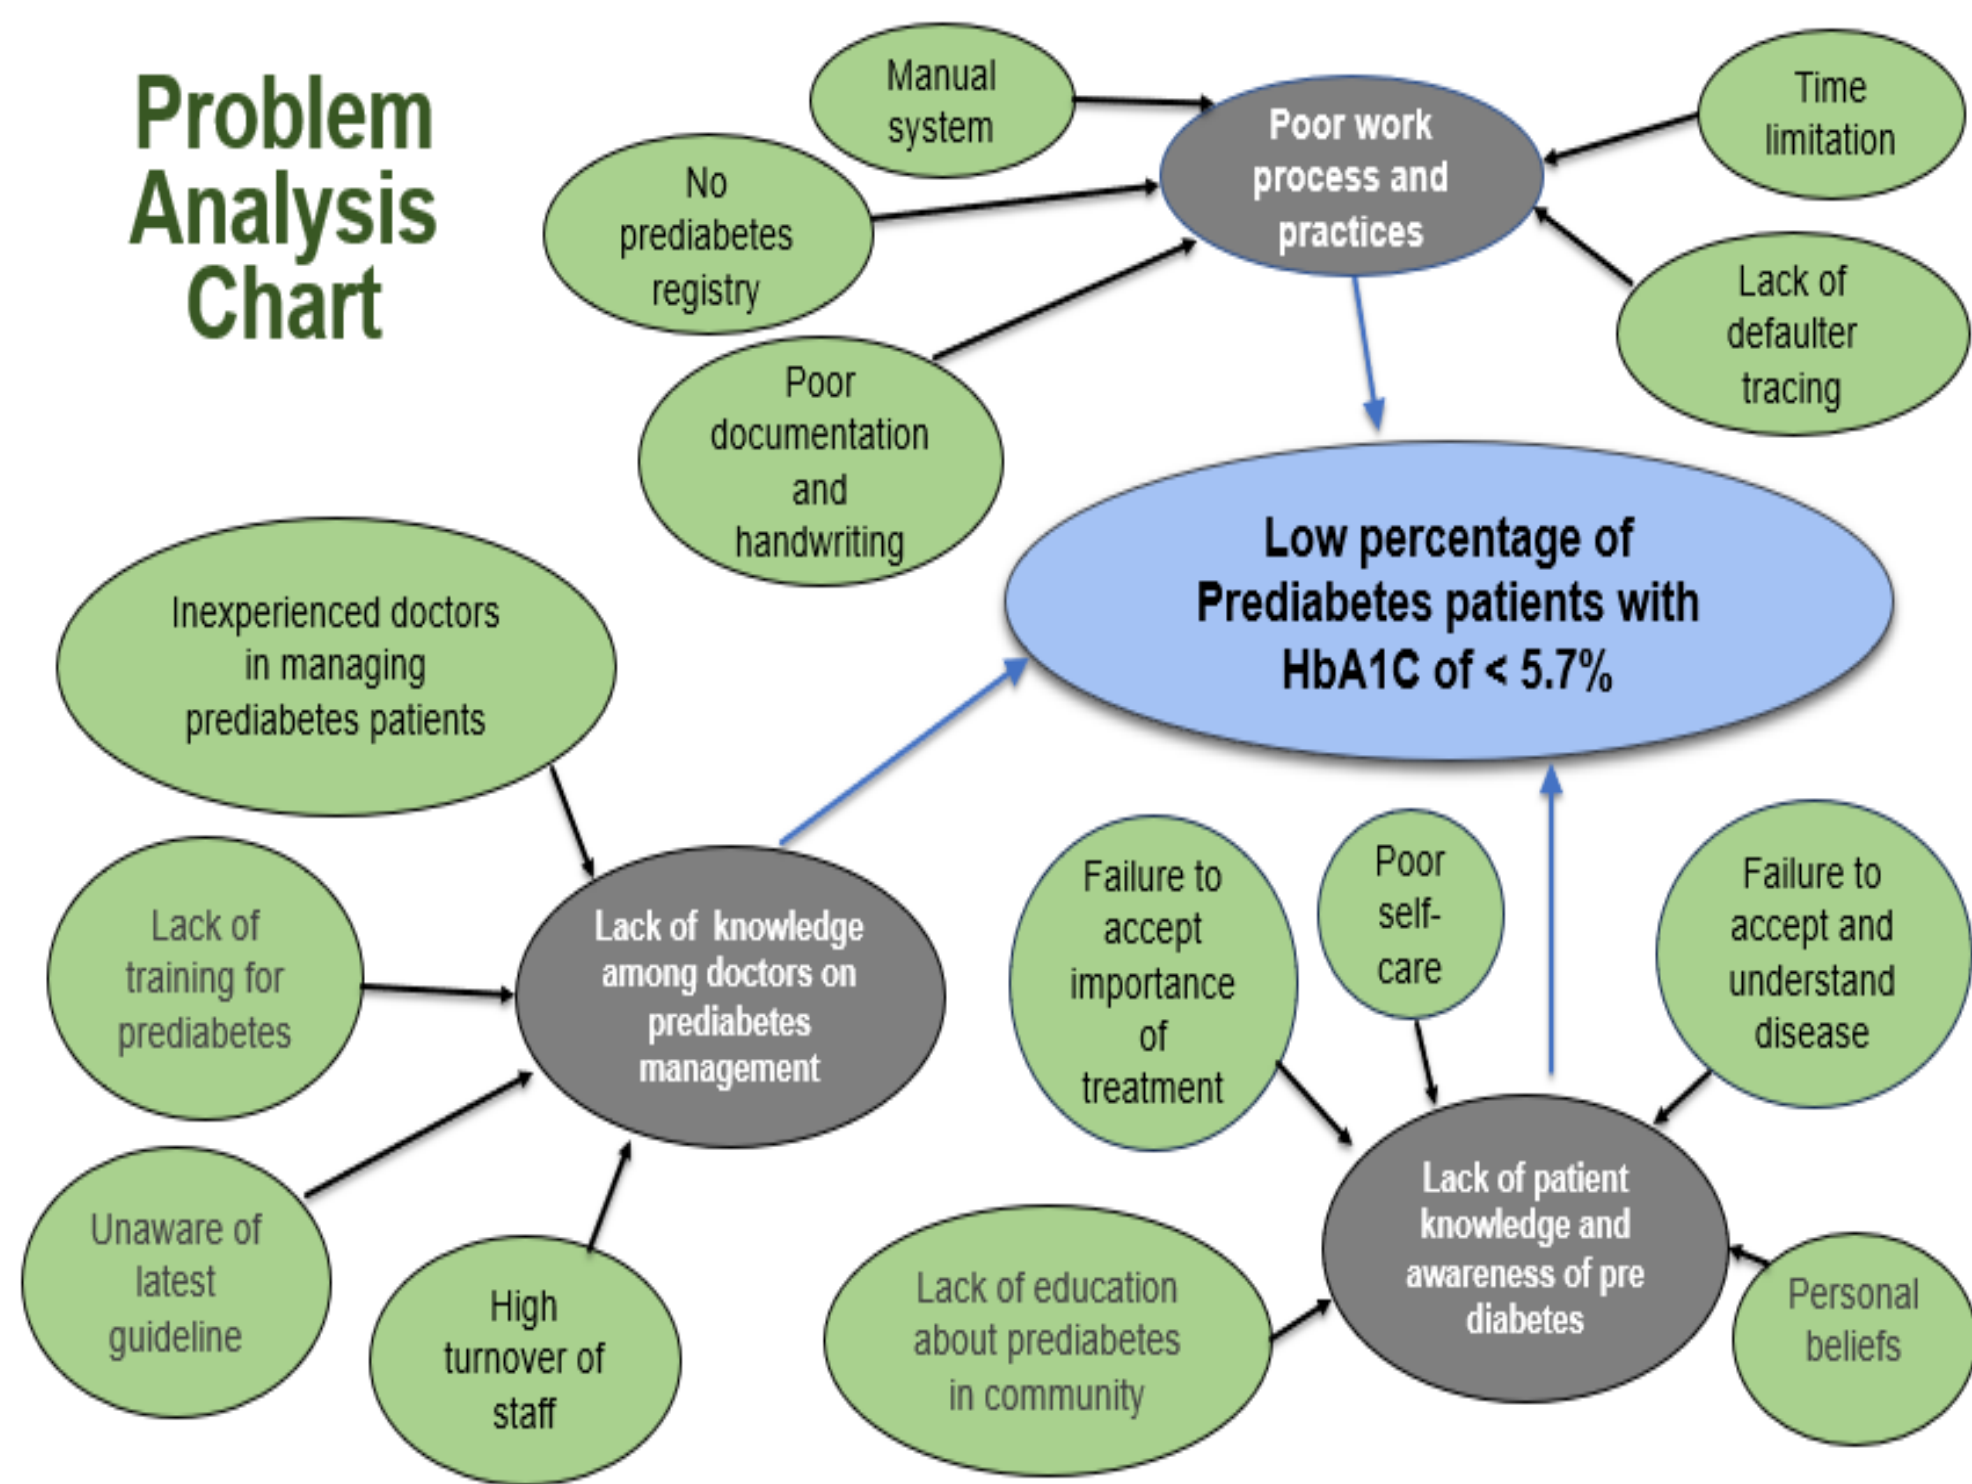 Problem
Analysis
Chart
Manual
system
Poor work
process and
practices
Time
limitation
No
prediabetes
registry
Lack of
defaulter
tracing
Poor
documentation
and
handwriting
Low percentage of
Prediabetes patients with
HbA1C of < 5.7%
Inexperienced doctors
in managing
prediabetes patients
Lack of
training for
prediabetes
Lack of knowledge
among doctors on
prediabetes
management
Failure to
accept
importance
of
treatment
Poor
self-
care
Failure to
accept and
understand
disease
Unaware of
latest
guideline
High
turnover of
staff
Lack of education
about prediabetes
in community
Lack of patient
knowledge and
awareness of pre
diabetes
Personal
beliefs